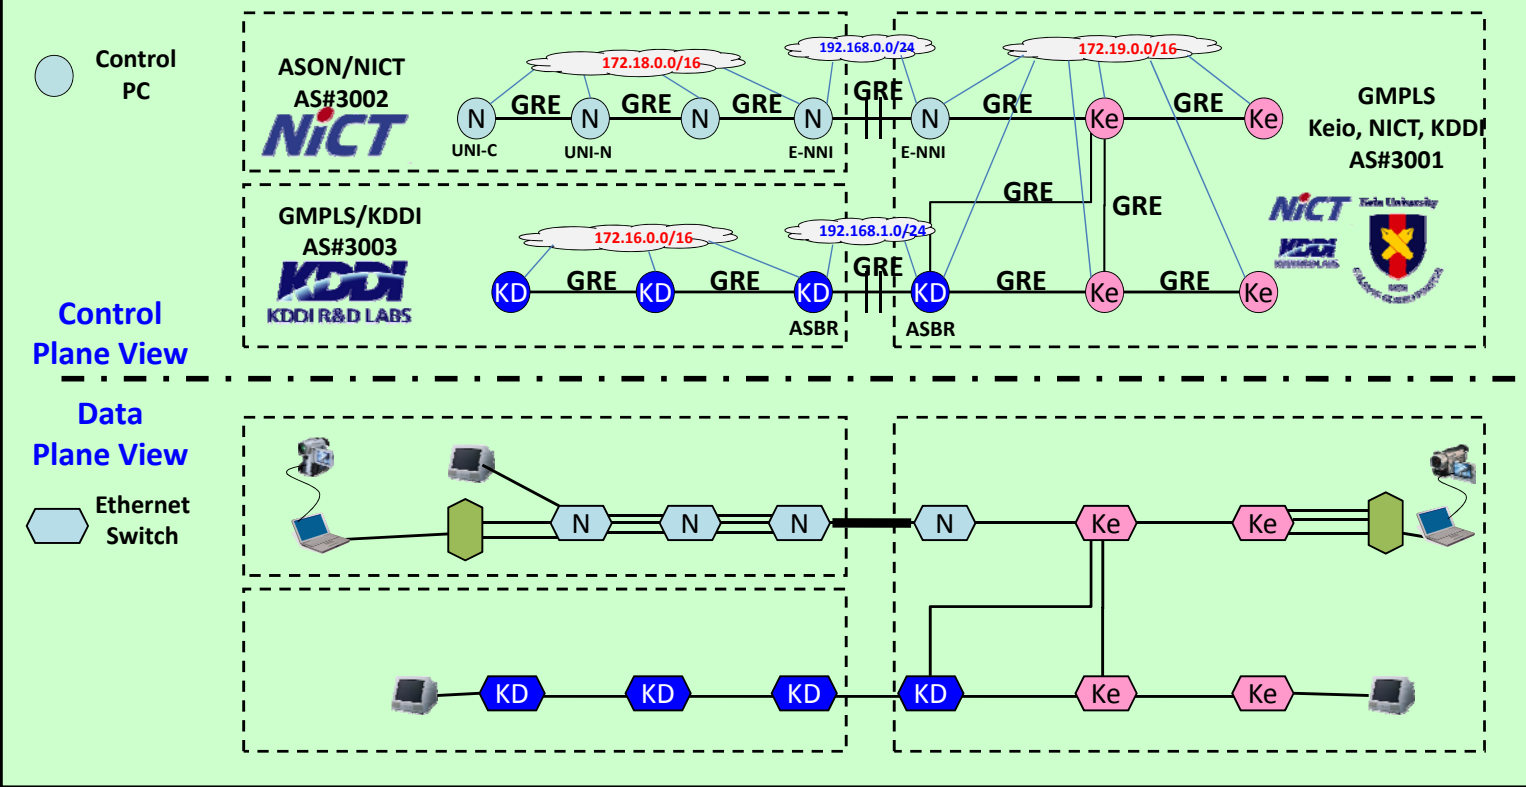 Control
PC
ASON/NICT
AS#3002
NiCT
172.18.0.0/16
192.168.0.0/24
172.19.0.0/16
GRE
GRE
GRE
GRE
GRE
GRE
N
N
N
N
N
Ke
Ke
UNI-C
UNI-N
E-NNI
E-NNI
GMPLS
Keio, NICT, KDDI
AS#3001
NiCT
Keio University
KDDI
GRE
GRE
GMPLS/KDDI
AS#3003
KDDI
KDDI R&D LABS
172.16.0.0/16
192.168.1.0/24
GRE
GRE
GRE
GRE
GRE
KD
KD
KD
KD
Ke
Ke
ASBR
ASBR
Control
Plane View
Data
Plane View
Ethernet
Switch
N
N
N
N
Ke
Ke
KD
KD
KD
KD
Ke
Ke